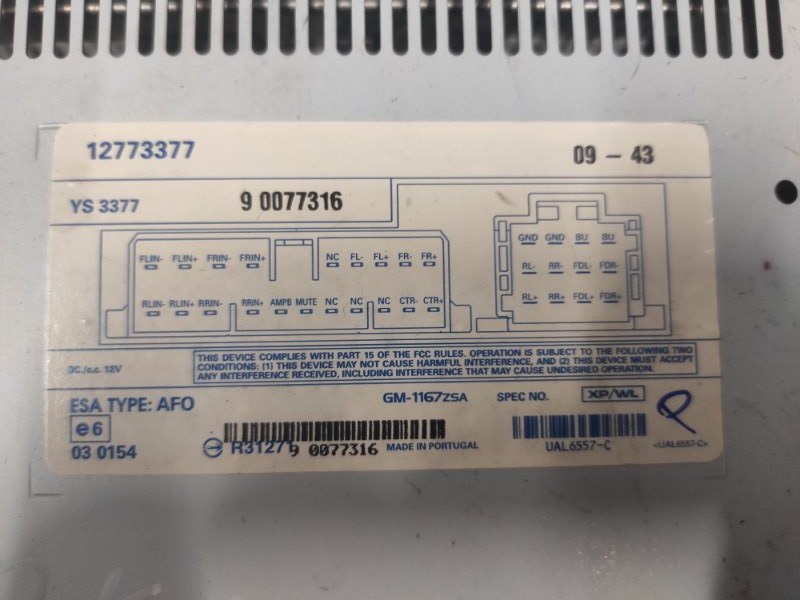 12773377
09 - 43
YS 3377
9 0077316
FLIN- FLIN+ FRIN- FRIN+ NC FL- FL+ FR- FR+
RLIN- RLIN+ RRIN- RRIN+ AMPB MUTE NC NC NC CTR- CTR+
GND GND BU BU
RL- RR- FDL- FDR-
RL+ RR+ FDL+ FDR+
DC./c.c. 12V
THIS DEVICE COMPLIES WITH PART 15 OF THE FCC RULES. OPERATION IS SUBJECT TO THE FOLLOWING TWO
CONDITIONS: (1) THIS DEVICE MAY NOT CAUSE HARMFUL INTERFERENCE, AND (2) THIS DEVICE MUST ACCEPT
ANY INTERFERENCE RECEIVED, INCLUDING INTERFERENCE THAT MAY CAUSE UNDESIRED OPERATION.
ESA TYPE: AFO
GM-1167ZSA
SPEC NO.
XP/WL
e6
03 0154
R31271
9 0077316
MADE IN PORTUGAL
UAL6557-C
<UAL6557-C>